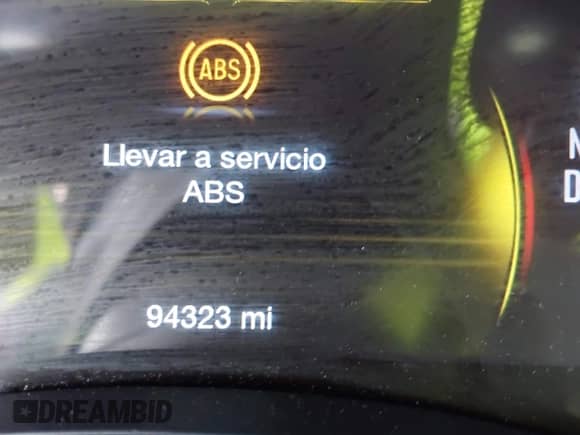 ABS
Llevar a servicio
ABS
N
D
94323 mi
DREAMBID